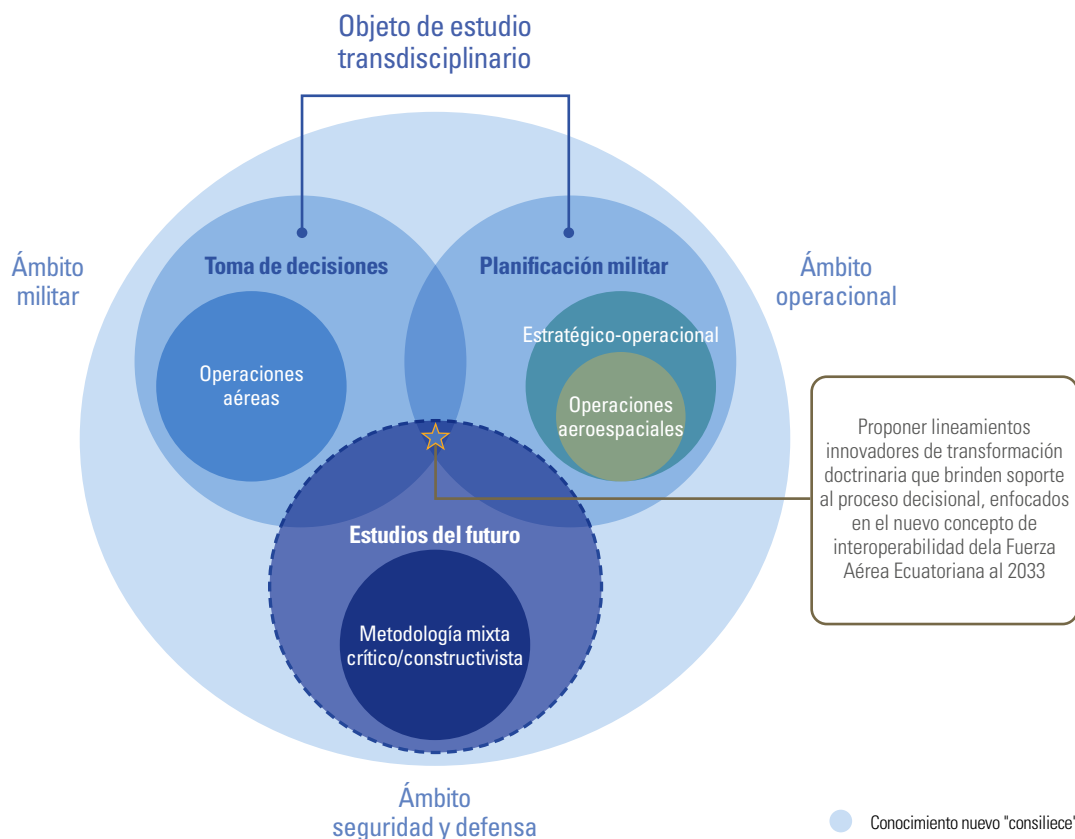 Objeto de estudio
transdisciplinario
Ámbito
militar
Toma de decisiones
Planificación militar
Ámbito
operacional
Operaciones
aéreas
Estratégico-operacional
Operaciones
aeroespaciales
Proponer lineamientos
innovadores de transformación
doctrinaria que brinden soporte
al proceso decisional, enfocados
en el nuevo concepto de
interoperabilidad dela Fuerza
Aérea Ecuatoriana al 2033
Estudios del futuro
Metodología mixta
crítico/constructivista
Ámbito
seguridad y defensa
Conocimiento nuevo "consiliece"